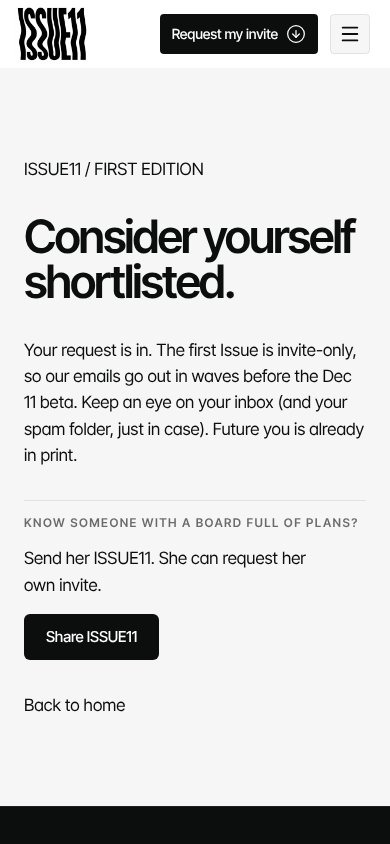 ISSUE11
Request my invite
ISSUE11 / FIRST EDITION
Consider yourself
shortlisted.
Your request is in. The first Issue is invite-only,
so our emails go out in waves before the Dec
11 beta. Keep an eye on your inbox (and your
spam folder, just in case). Future you is already
in print.
KNOW SOMEONE WITH A BOARD FULL OF PLANS?
Send her ISSUE11. She can request her
own invite.
Share ISSUE11
Back to home